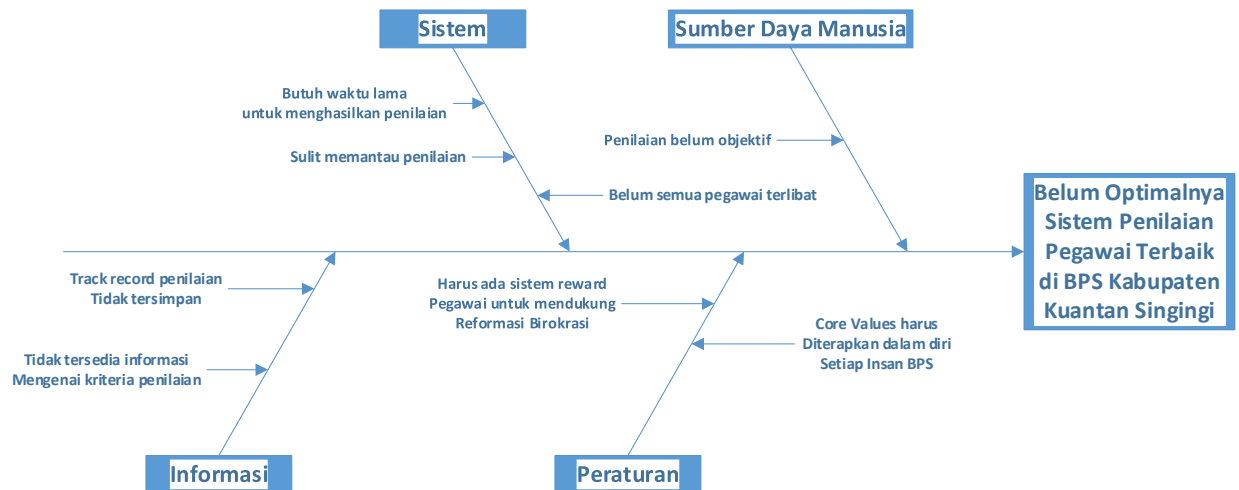 Sistem
Sumber Daya Manusia
Butuh waktu lama
untuk menghasilkan penilaian
Penilaian belum objektif
Sulit memantau penilaian
Belum semua pegawai terlibat
Belum Optimalnya
Sistem Penilaian
Pegawai Terbaik
di BPS Kabupaten
Kuantan Singingi
Track record penilaian
Tidak tersimpan
Harus ada sistem reward
Pegawai untuk mendukung
Reformasi Birokrasi
Core Values harus
Diterapkan dalam diri
Setiap Insan BPS
Tidak tersedia informasi
Mengenai kriteria penilaian
Informasi
Peraturan